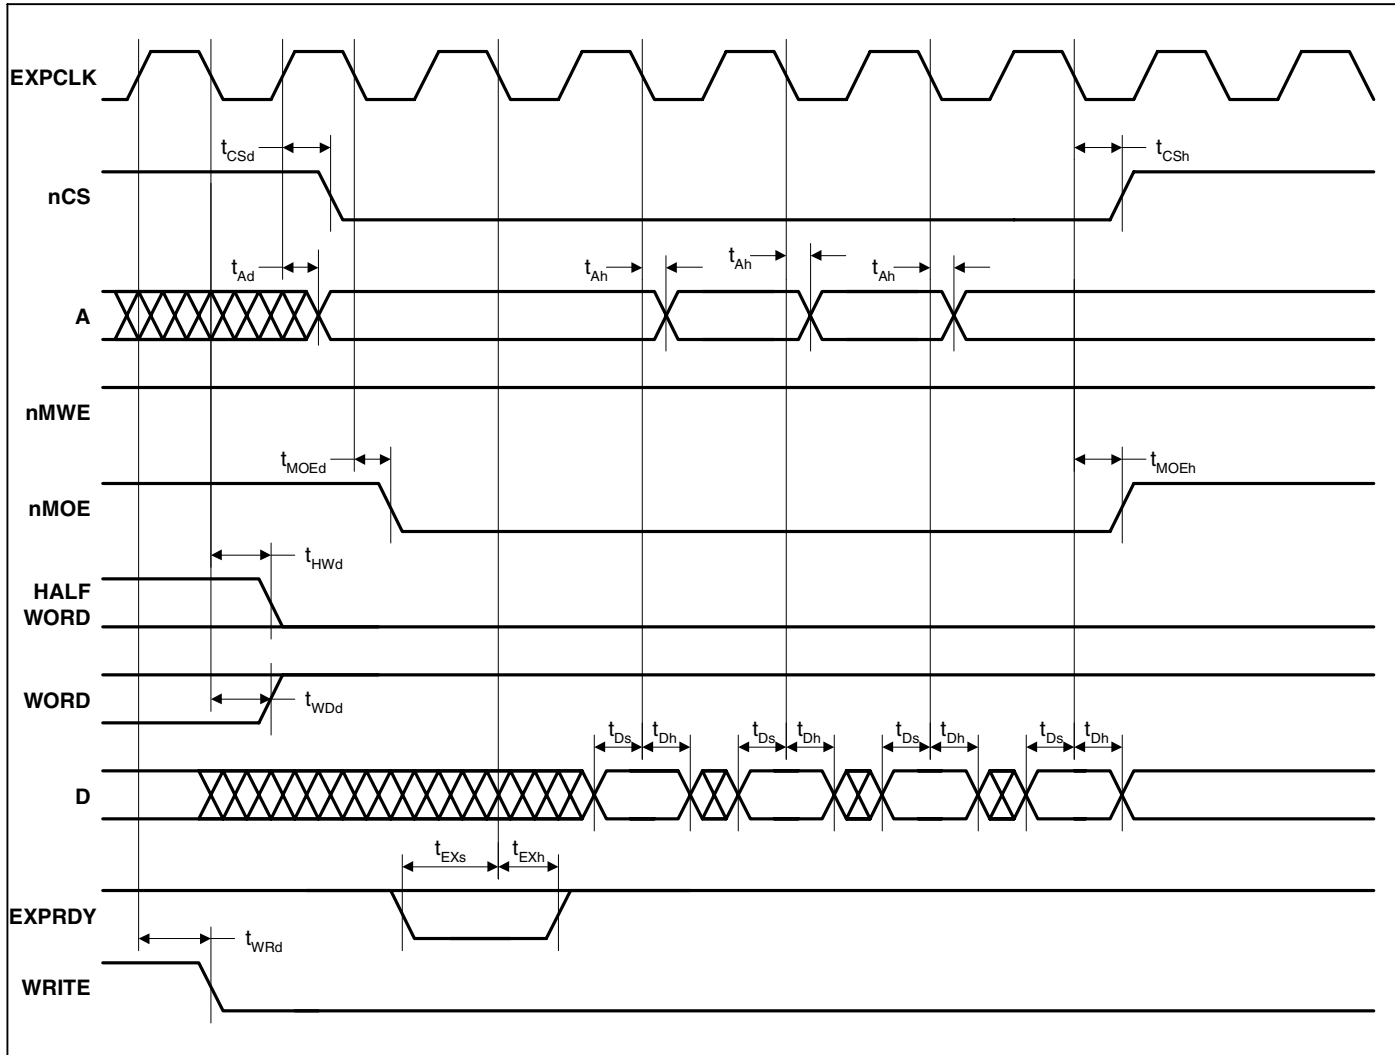 EXPCLK
tCSd
tCSh
nCS
tAd
tAh
tAh
tAh
A
nMWE
tMOEd
tMOEh
nMOE
tHWd
HALF
WORD
WORD
tWDd
tDs tDh tDs tDh tDs tDh tDs tDh
D
tEXs tEXh
EXPRDY
tWRd
WRITE